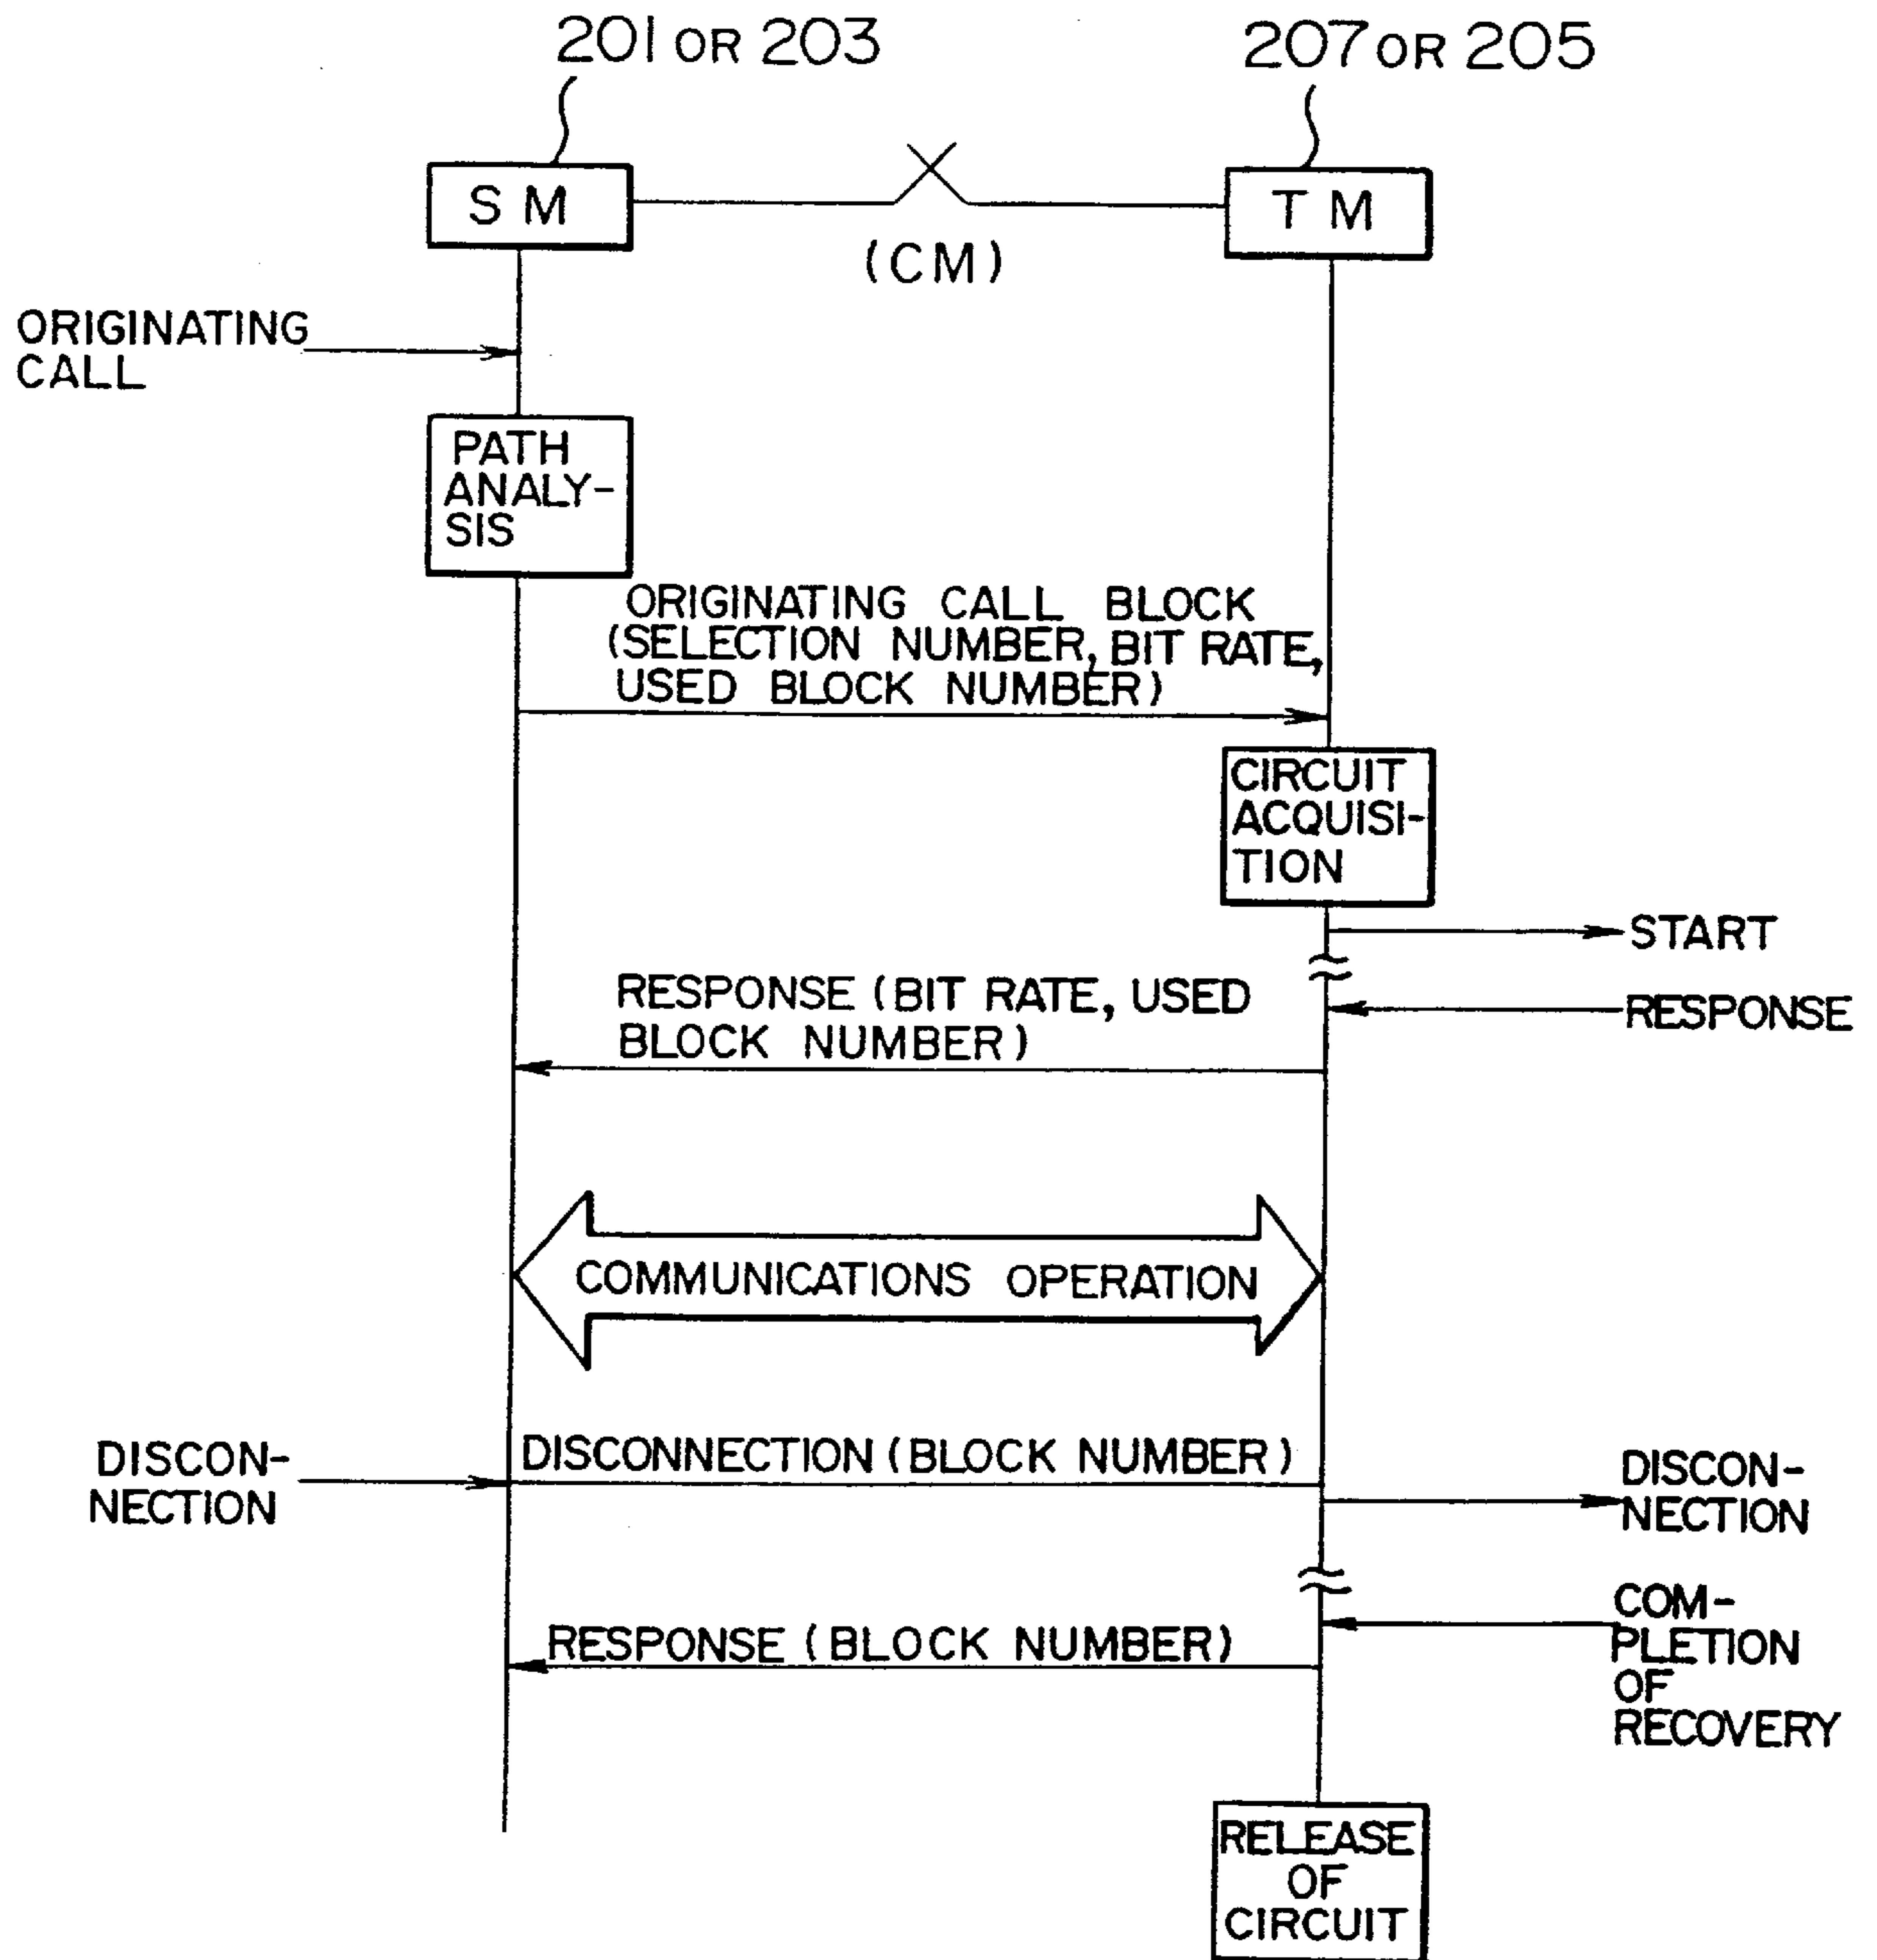 201 OR 203
207 OR 205
S M
T M
(CM)
ORIGINATING
CALL
PATH
ANALY-
SIS
ORIGINATING CALL BLOCK
(SELECTION NUMBER, BIT RATE,
USED BLOCK NUMBER)
CIRCUIT
ACQUISI-
TION
START
RESPONSE (BIT RATE, USED
BLOCK NUMBER)
RESPONSE
COMMUNICATIONS OPERATION
DISCON-
NECTION
DISCONNECTION (BLOCK NUMBER)
DISCON-
NECTION
COM-
PLETION
OF
RECOVERY
RESPONSE (BLOCK NUMBER)
RELEASE
OF
CIRCUIT